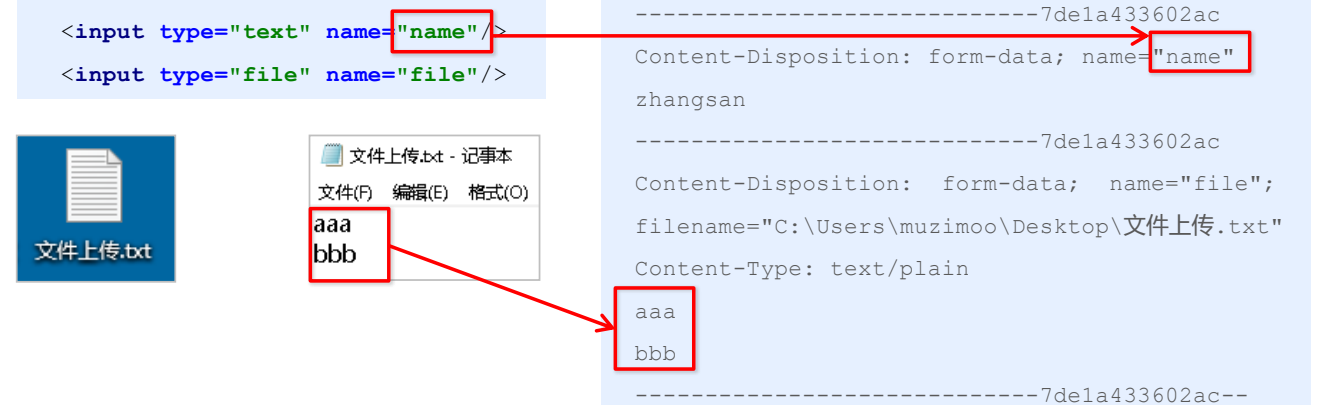 <input type="text" name="name"/>
<input type="file" name="file"/>
文件上传.txt
文件上传.txt - 记事本
文件(F) 编辑(E) 格式(O)
aaa
bbb
-----------------------------7de1a433602ac
Content-Disposition: form-data; name="name"
zhangsan
-----------------------------7de1a433602ac
Content-Disposition: form-data; name="file";
filename="C:\Users\muzimoo\Desktop\文件上传.txt"
Content-Type: text/plain
aaa
bbb
-----------------------------7de1a433602ac--